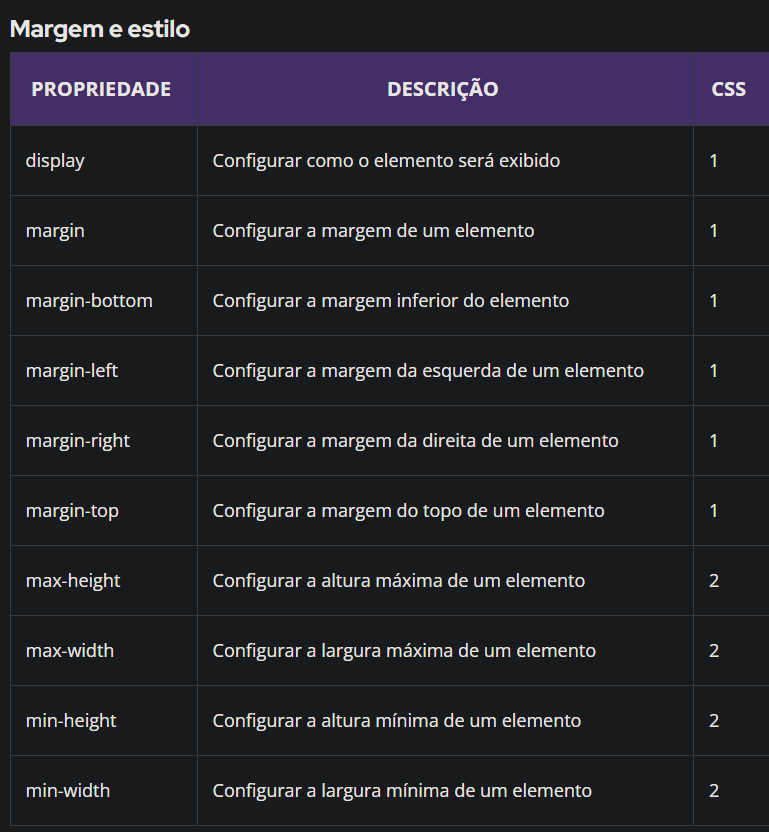 Margem e estilo
PROPRIEDADE DESCRIÇÃO CSS
display Configurar como o elemento será exibido 1
margin Configurar a margem de um elemento 1
margin-bottom Configurar a margem inferior do elemento 1
margin-left Configurar a margem da esquerda de um elemento 1
margin-right Configurar a margem da direita de um elemento 1
margin-top Configurar a margem do topo de um elemento 1
max-height Configurar a altura máxima de um elemento 2
max-width Configurar a largura máxima de um elemento 2
min-height Configurar a altura mínima de um elemento 2
min-width Configurar a largura mínima de um elemento 2